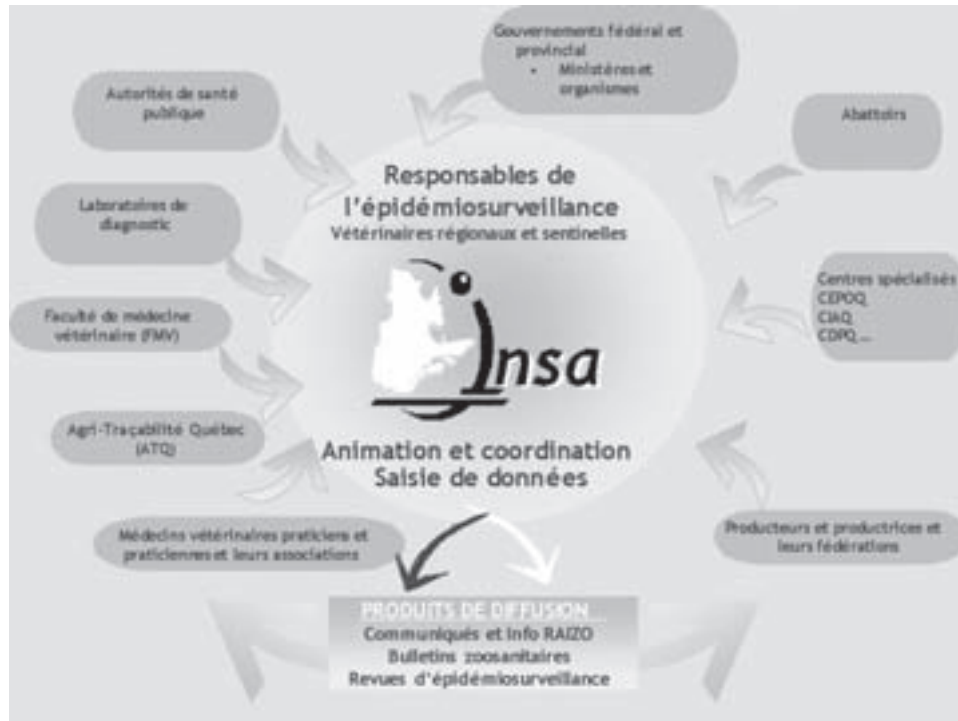 Gouvernements fédéral et
provincial
• Ministères et
organismes
Autorités de santé
publique
Abattoirs
Responsables de
l'épidémiosurveillance
Vétérinaires régionaux et sentinelles
Laboratoires de
diagnostic
Centres spécialisés
CEPOQ
CIAQ
CDPQ ...
Faculté de médecine
vétérinaire (FMV)
Insa
Agri-Traçabilité Québec
(ATQ)
Animation et coordination
Saisie de données
Médecins vétérinaires praticiens et
praticiennes et leurs associations
Producteurs et productrices et
leurs fédérations
PRODUITS DE DIFFUSION
Communiqués et Info RAIZO
Bulletins zoosanitaires
Revues d'épidémiosurveillance